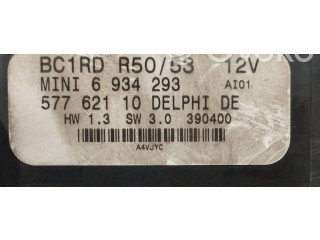 BC1RD R50/53 12V
MINI 6 934 293 AI01
577 621 10 DELPHI DE
HW 1.3 SW 3.0 390400
A4VJYC